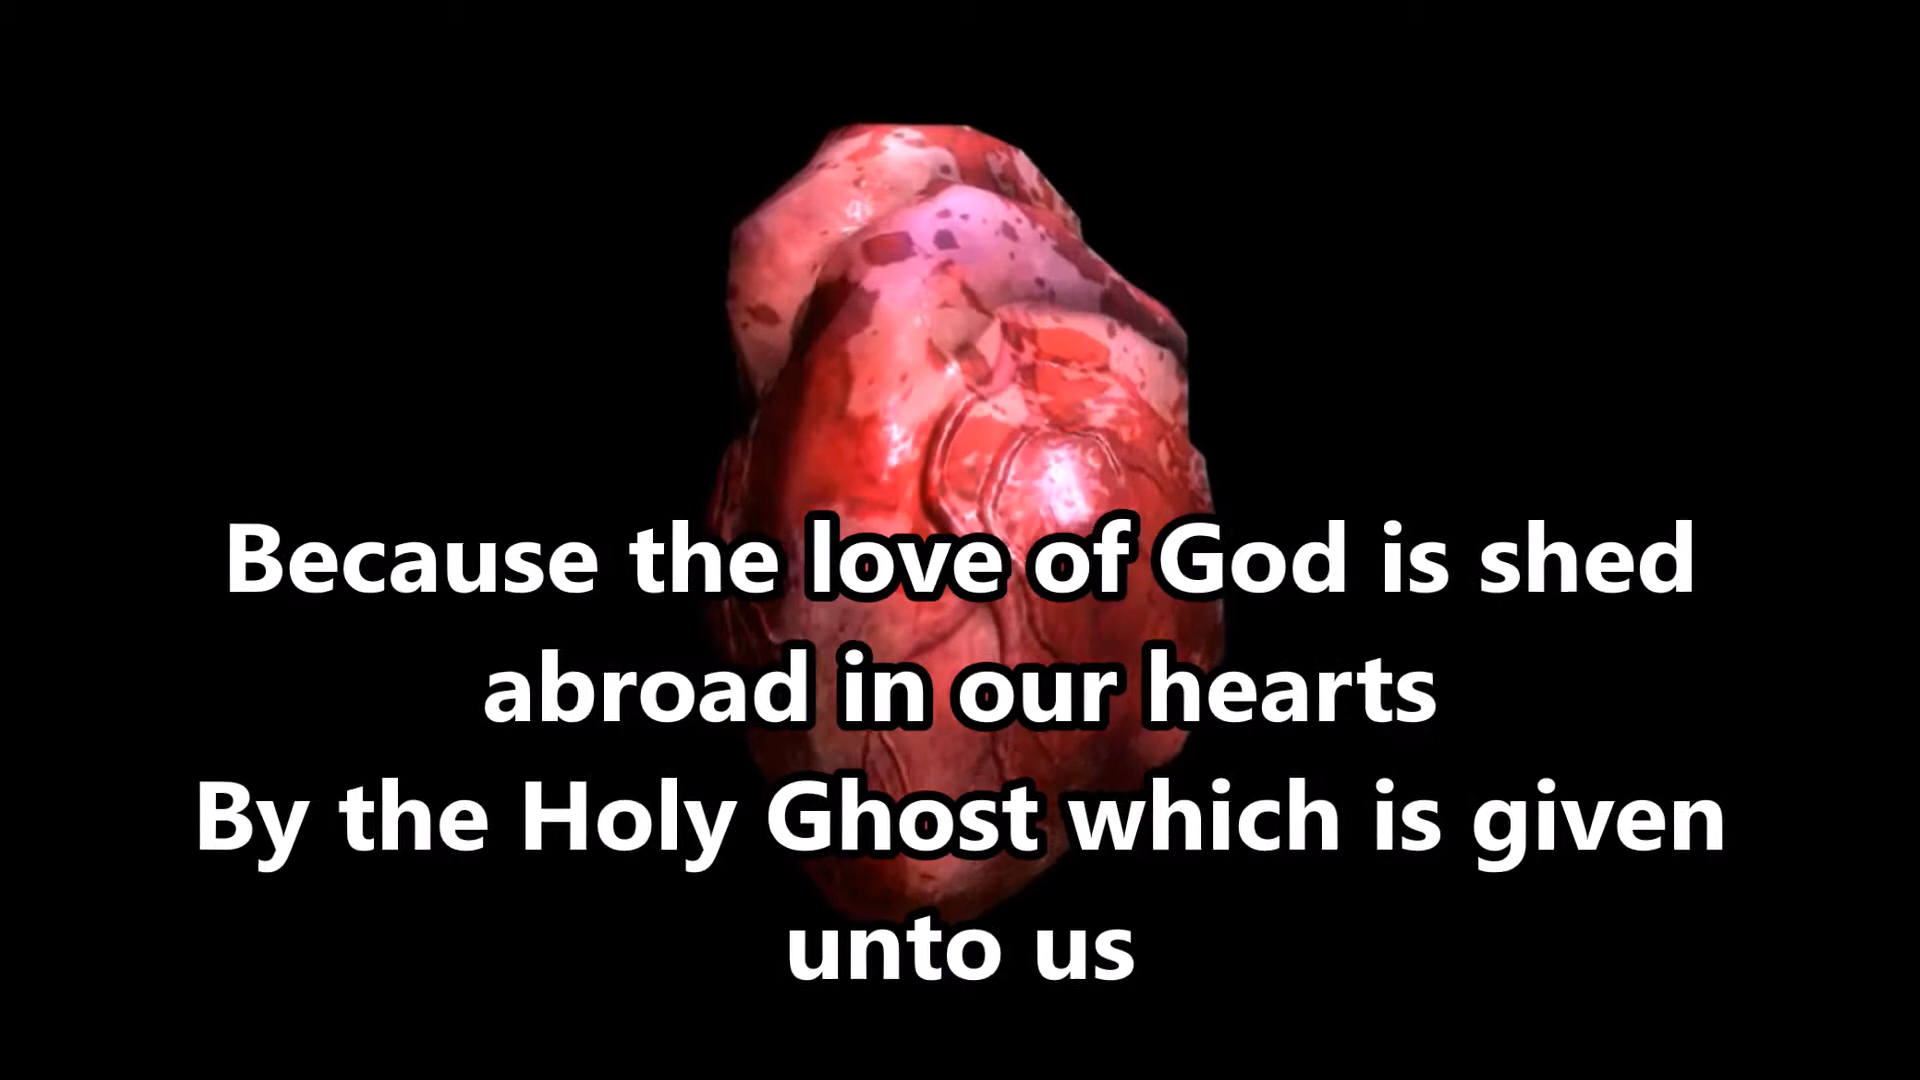 Because the love of God is shed
abroad in our hearts
By the Holy Ghost which is given
unto us